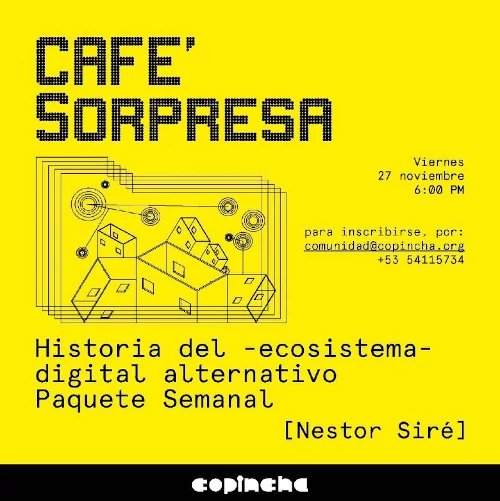 CAFE'
SORPRESA
Viernes
27 noviembre
6:00 PM
para inscribirse, por:
comunidad@copincha.org
+53 54115734
Historia del -ecosistema-
digital alternativo
Paquete Semanal
[Nestor Siré]
copincha